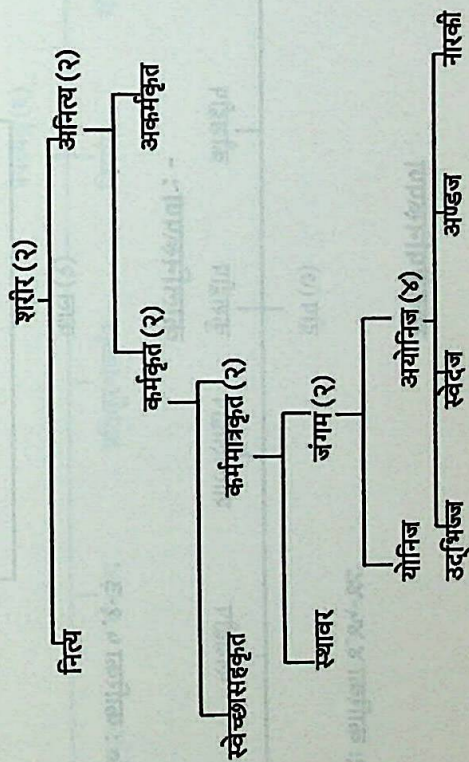 शरीर (२)
नित्य अनित्य (२)
कर्मकृत (२) अकर्मकृत
स्वेच्छासहकृत कर्ममात्रकृत (२)
स्थावर जंगम (२)
योनिज अयोनिज (४)
उद्‌भिज्ज स्वेदज अण्डज नारकी